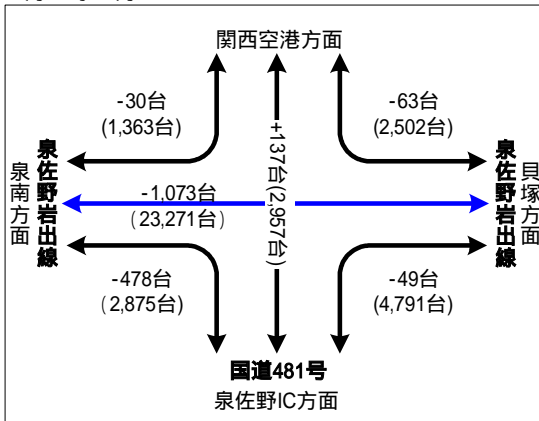 関西空港方面
-30台
(1,363台)
-63台
(2,502台)
+137台(2,957台)
泉南方面
泉佐野岩出線
-1,073台
(23,271台)
泉佐野岩出線
貝塚方面
-478台
(2,875台)
-49台
(4,791台)
国道481号
泉佐野IC方面